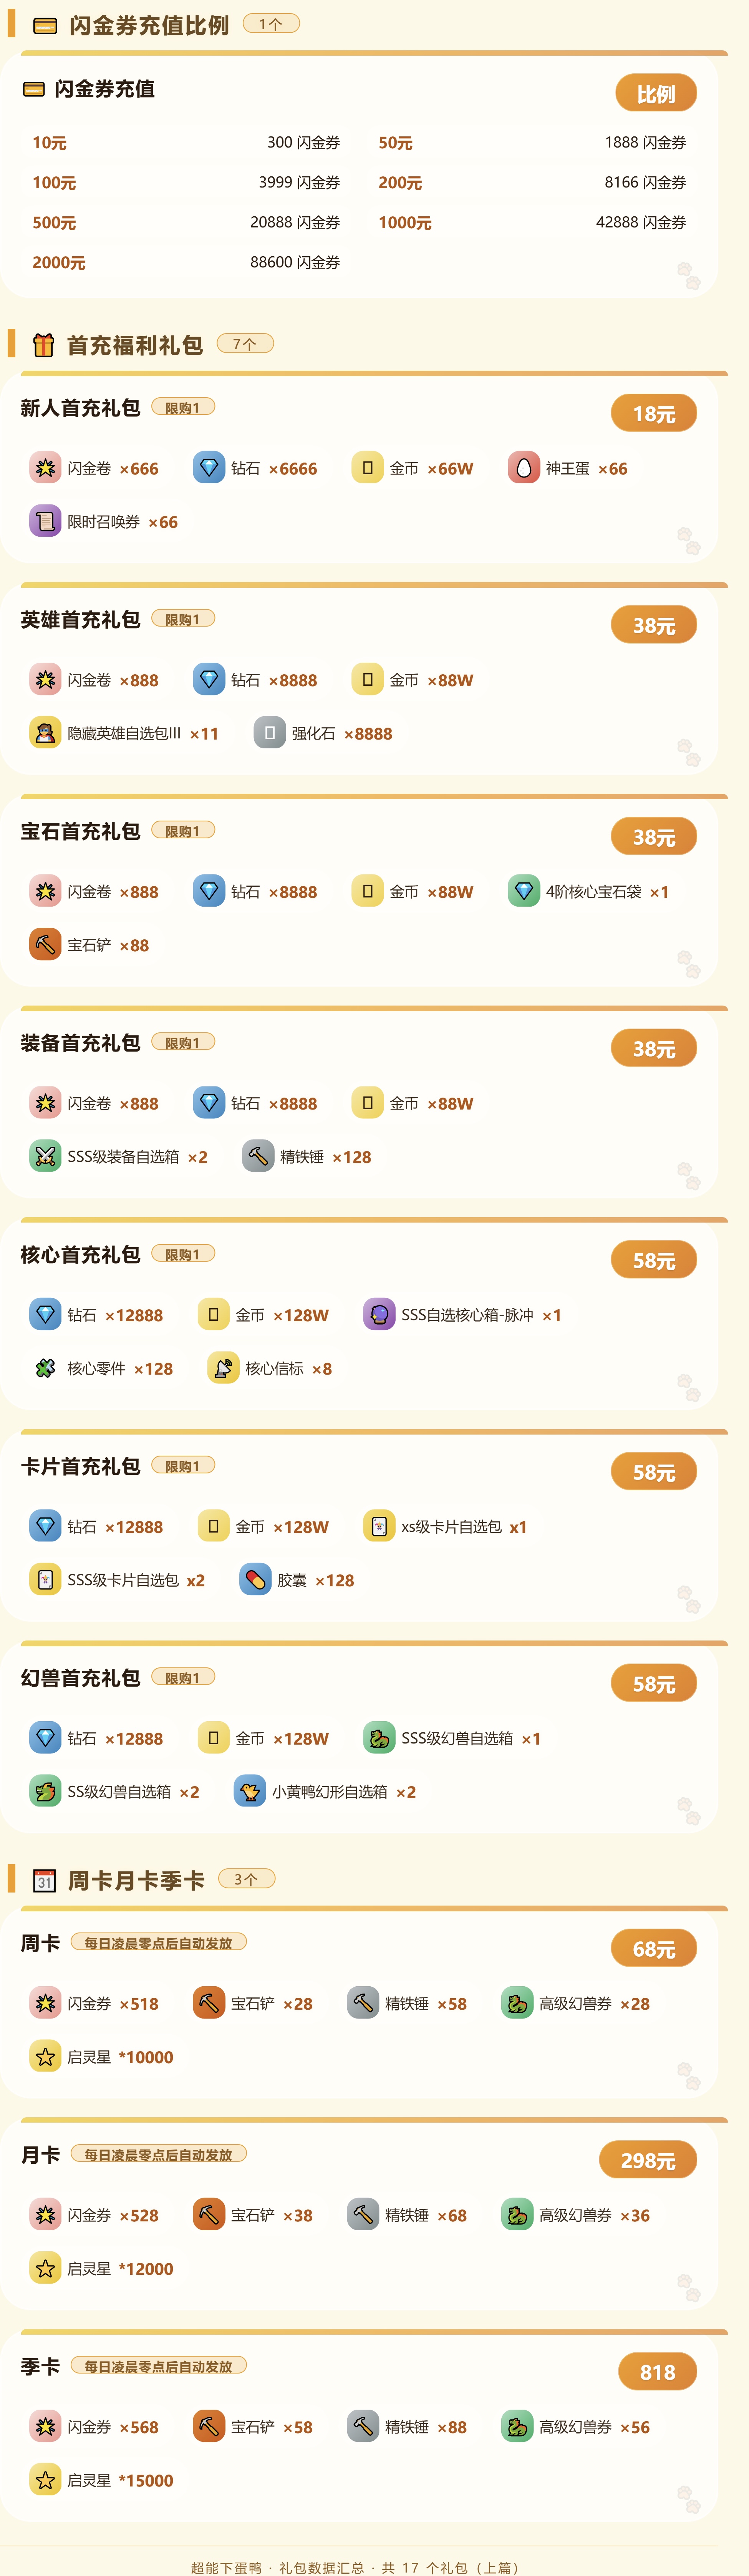 闪金券充值比例 1个
闪金券充值 比例
10元 300 闪金券 50元 1888 闪金券
100元 3999 闪金券 200元 8166 闪金券
500元 20888 闪金券 1000元 42888 闪金券
2000元 88600 闪金券
首充福利礼包 7个
新人首充礼包 限购1 18元
闪金卷 ×666 钻石 ×6666 金币 ×66W 神王蛋 ×66
限时召唤券 ×66
英雄首充礼包 限购1 38元
闪金卷 ×888 钻石 ×8888 金币 ×88W
隐藏英雄自选包III ×11 强化石 ×8888
宝石首充礼包 限购1 38元
闪金卷 ×888 钻石 ×8888 金币 ×88W 4阶核心宝石袋 ×1
宝石铲 ×88
装备首充礼包 限购1 38元
闪金卷 ×888 钻石 ×8888 金币 ×88W
SSS级装备自选箱 ×2 精铁锤 ×128
核心首充礼包 限购1 58元
钻石 ×12888 金币 ×128W SSS自选核心箱-脉冲 ×1
核心零件 ×128 核心信标 ×8
卡片首充礼包 限购1 58元
钻石 ×12888 金币 ×128W xs级卡片自选包 x1
SSS级卡片自选包 x2 胶囊 ×128
幻兽首充礼包 限购1 58元
钻石 ×12888 金币 ×128W SSS级幻兽自选箱 ×1
SS级幻兽自选箱 ×2 小黄鸭幻形自选箱 ×2
31 周卡月卡季卡 3个
周卡 每日凌晨零点后自动发放 68元
闪金券 ×518 宝石铲 ×28 精铁锤 ×58 高级幻兽券 ×28
启灵星 *10000
月卡 每日凌晨零点后自动发放 298元
闪金券 ×528 宝石铲 ×38 精铁锤 ×68 高级幻兽券 ×36
启灵星 *12000
季卡 每日凌晨零点后自动发放 818
闪金券 ×568 宝石铲 ×58 精铁锤 ×88 高级幻兽券 ×56
启灵星 *15000
超能下蛋鸭 · 礼包数据汇总 · 共 17 个礼包（上篇）